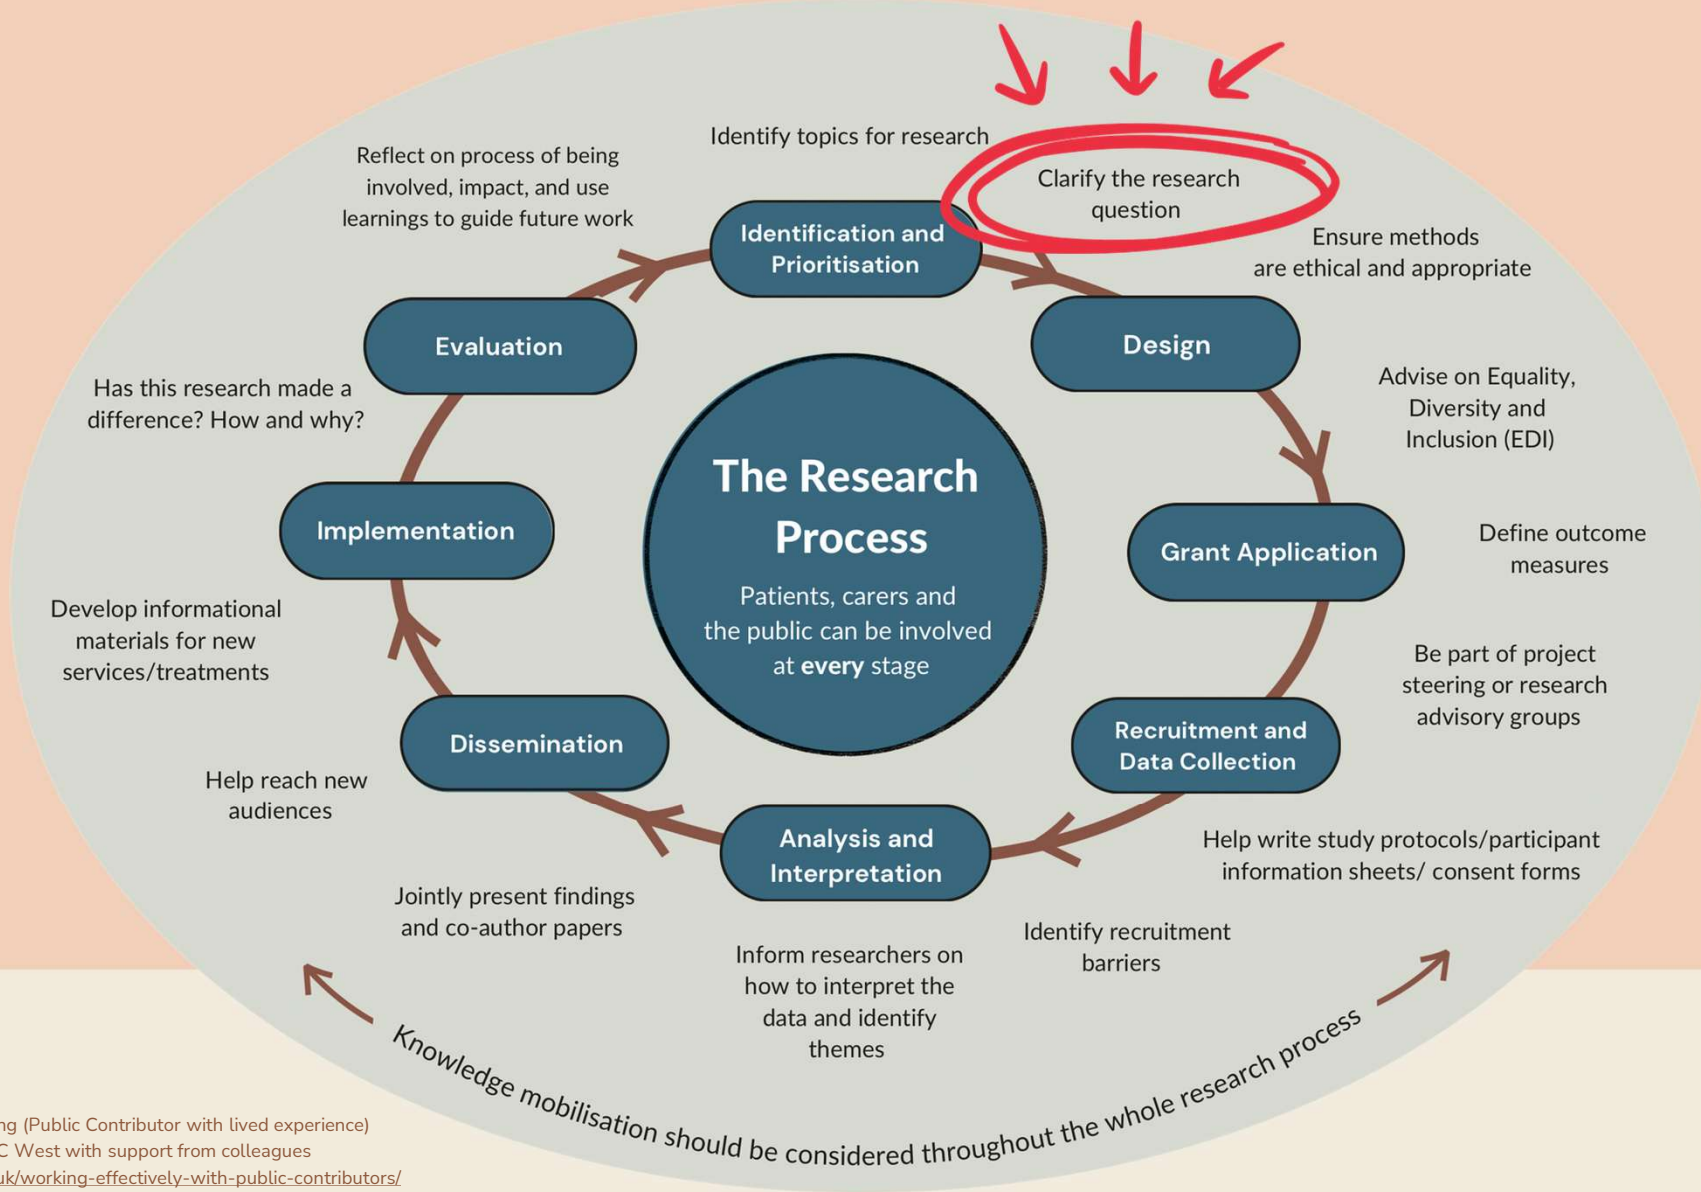 Identify topics for research
Clarify the research
question
Ensure methods
are ethical and appropriate
Advise on Equality,
Diversity and
Inclusion (EDI)
Define outcome
measures
Be part of project
steering or research
advisory groups
Help write study protocols/participant
information sheets/ consent forms
Identify recruitment
barriers
Inform researchers on
how to interpret the
data and identify
themes
Jointly present findings
and co-author papers
Help reach new
audiences
Develop informational
materials for new
services/treatments
Has this research made a
difference? How and why?
Reflect on process of being
involved, impact, and use
learnings to guide future work
Identification and
Prioritisation
Design
Grant Application
Recruitment and
Data Collection
Analysis and
Interpretation
Dissemination
Implementation
Evaluation
The Research
Process
Patients, carers and
the public can be involved
at every stage
Knowledge mobilisation should be considered throughout the whole research process
(Public Contributor with lived experience)
West with support from colleagues
uk/working-effectively-with-public-contributors/